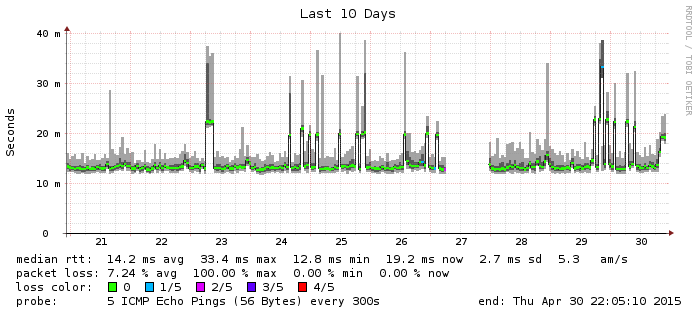 Last 10 Days
RRDTOOL / TOBI OETIKER
Seconds
40 m
30 m
20 m
10 m
0
21 22 23 24 25 26 27 28 29 30
median rtt: 14.2 ms avg 33.4 ms max 12.8 ms min 19.2 ms now 2.7 ms sd 5.3 am/s
packet loss: 7.24 % avg 100.00 % max 0.00 % min 0.00 % now
loss color: 0 1/5 2/5 3/5 4/5
probe: 5 ICMP Echo Pings (56 Bytes) every 300s end: Thu Apr 30 22:05:10 2015